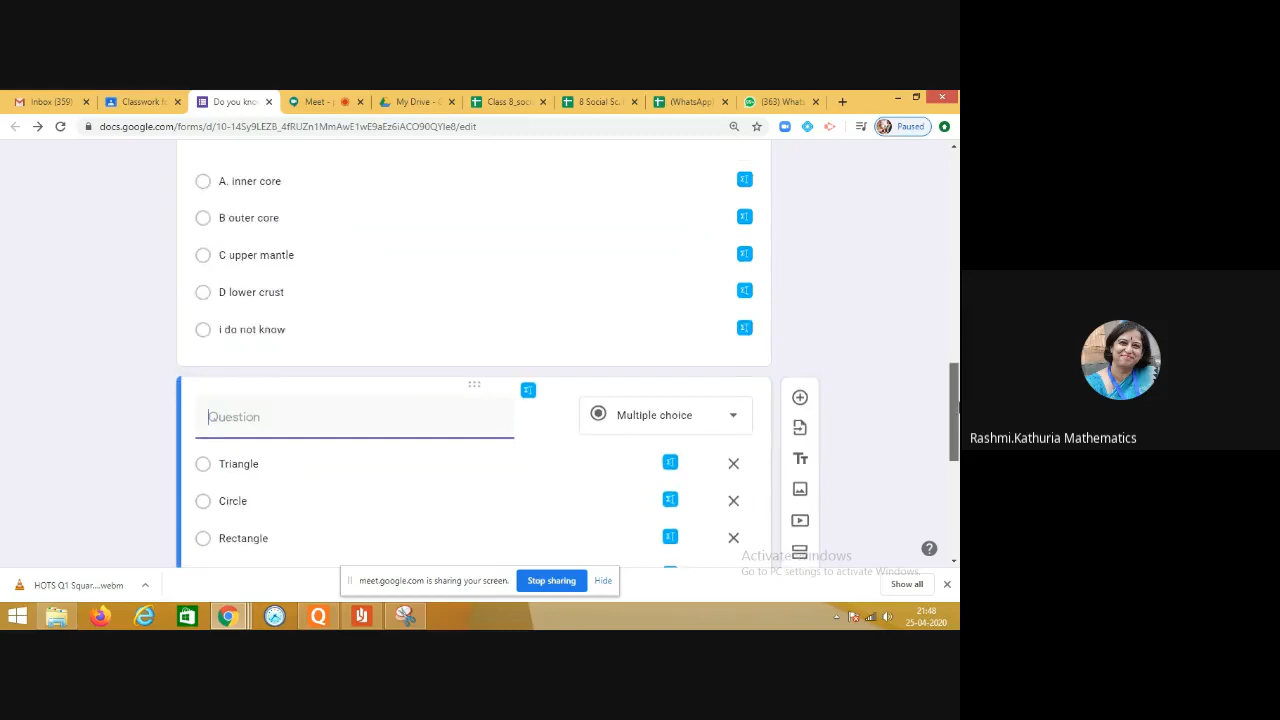 Inbox (359)
Classwork f
Do you kno
Meet -
My Drive - G
Class 8_soci
8 Social Sc. F
(WhatsApp
(363) Whats
docs.google.com/forms/d/10-14Sy9LEZB_4fRUZn1MmAwE1wE9aEz6iACO90QYIe8/edit
Paused
A. inner core
B outer core
C upper mantle
D lower crust
i do not know
Question
Multiple choice
Triangle
Circle
Rectangle
Activate Windows
Go to PC settings to activate Windows.
HOTS Q1 Squar....webm
meet.google.com is sharing your screen.
Stop sharing
Hide
Show all
21:48
25-04-2020
Rashmi.Kathuria Mathematics